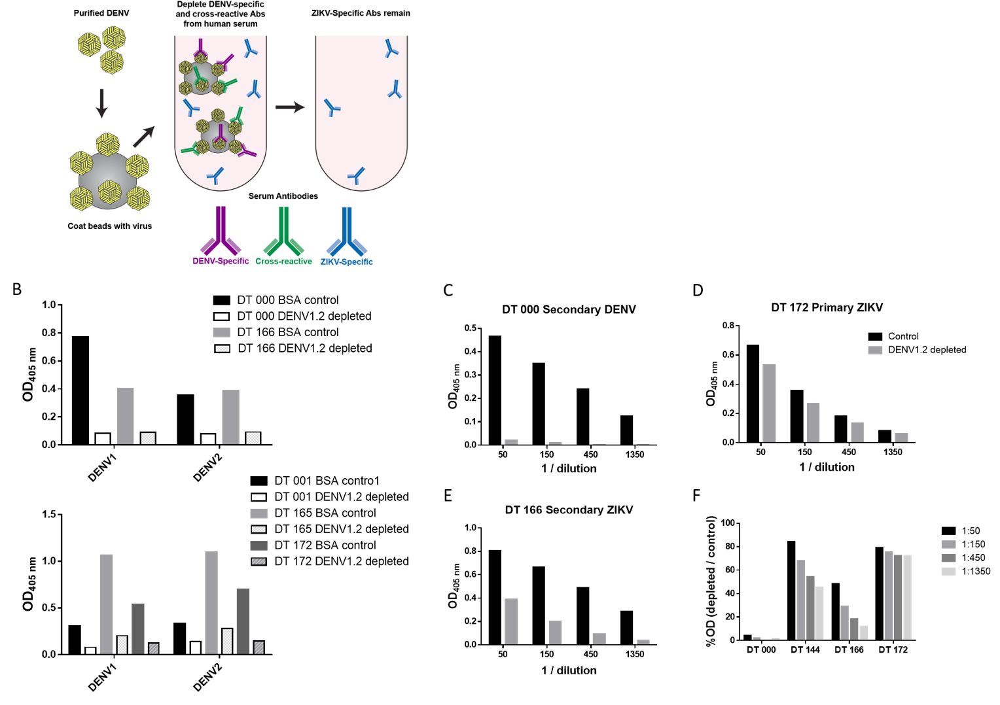 Purified DENV
Deplete DENV-specific
and cross-reactive Abs
from human serum
ZIKV-Specific Abs remain
Coat beads with virus
Serum Antibodies
DENV-Specific
Cross-reactive
ZIKV-Specific
B
DT 000 BSA control
DT 000 DENV1.2 depleted
DT 166 BSA control
DT 166 DENV1.2 depleted
OD405 nm
1.0
0.8
0.6
0.4
0.2
0.0
DENV1
DENV2
DT 001 BSA contro1
DT 001 DENV1.2 depleted
DT 165 BSA control
DT 165 DENV1.2 depleted
DT 172 BSA control
DT 172 DENV1.2 depleted
OD405 nm
1.5
1.0
0.5
0.0
DENV1
DENV2
C
DT 000 Secondary DENV
OD405 nm
0.5
0.4
0.3
0.2
0.1
0.0
50 150 450 1350
1 / dilution
D
DT 172 Primary ZIKV
Control
DENV1.2 depleted
OD405 nm
0.8
0.6
0.4
0.2
0.0
50 150 450 1350
1 / dilution
E
DT 166 Secondary ZIKV
OD405 nm
1.0
0.8
0.6
0.4
0.2
0.0
50 150 450 1350
1 / dilution
F
%OD (depleted / control)
100
80
60
40
20
0
DT 000 DT 144 DT 166 DT 172
1:50
1:150
1:450
1:1350